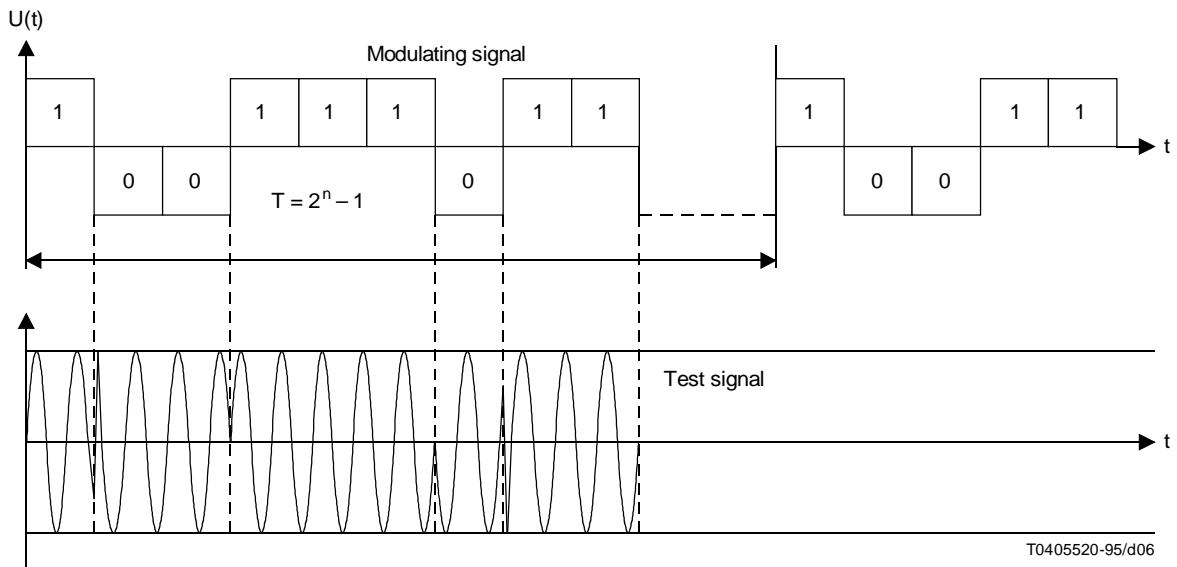 U(t)
Modulating signal
1 1 1 1 1 1 1 1 1
t
0 0 0 0 0
T = 2ⁿ – 1
Test signal
t
T0405520-95/d06